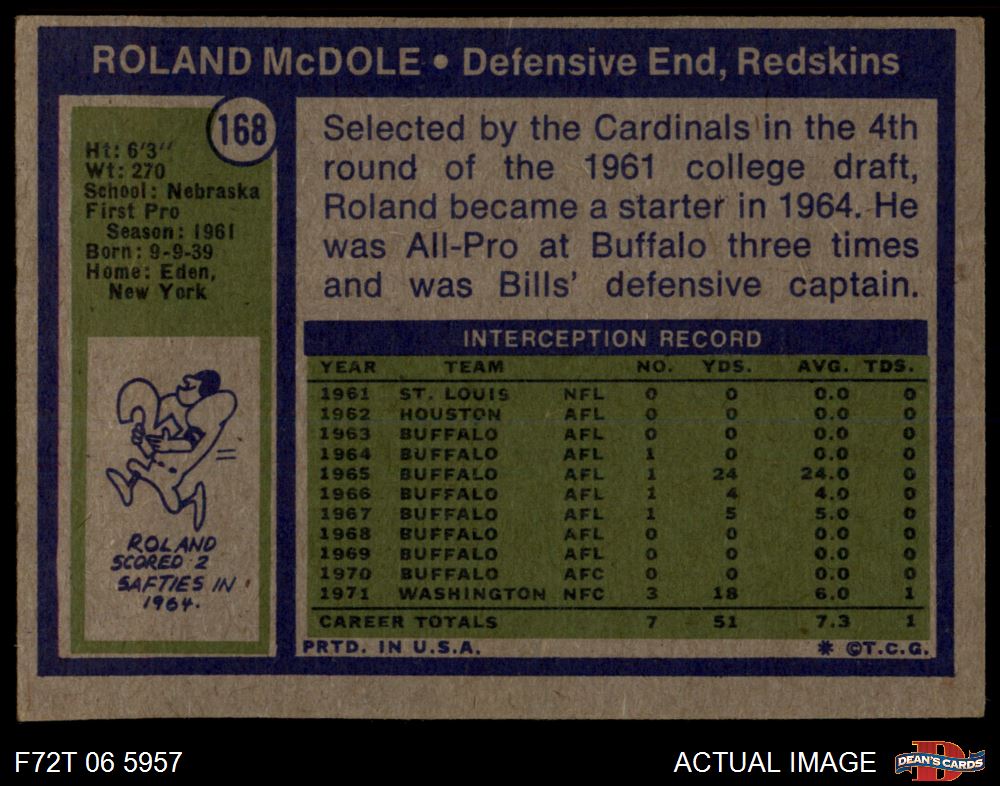 ROLAND McDOLE • Defensive End, Redskins
168
Ht: 6'3"
Wt: 270
School: Nebraska
First Pro
Season: 1961
Born: 9-9-39
Home: Eden,
New York
ROLAND
SCORED 2
SAFTIES IN
1964.
Selected by the Cardinals in the 4th
round of the 1961 college draft,
Roland became a starter in 1964. He
was All-Pro at Buffalo three times
and was Bills' defensive captain.
INTERCEPTION RECORD
YEAR TEAM NO. YDS. AVG. TDS.
1961 ST. LOUIS NFL 0 0 0.0 0
1962 HOUSTON AFL 0 0 0.0 0
1963 BUFFALO AFL 0 0 0.0 0
1964 BUFFALO AFL 1 0 0.0 0
1965 BUFFALO AFL 1 24 24.0 0
1966 BUFFALO AFL 1 4 4.0 0
1967 BUFFALO AFL 1 5 5.0 0
1968 BUFFALO AFL 0 0 0.0 0
1969 BUFFALO AFL 0 0 0.0 0
1970 BUFFALO AFC 0 0 0.0 0
1971 WASHINGTON NFC 3 18 6.0 1
CAREER TOTALS 7 51 7.3 1
PRTD. IN U.S.A. * ©T.C.G.
F72T 06 5957 ACTUAL IMAGE
D
DEAN'S CARDS